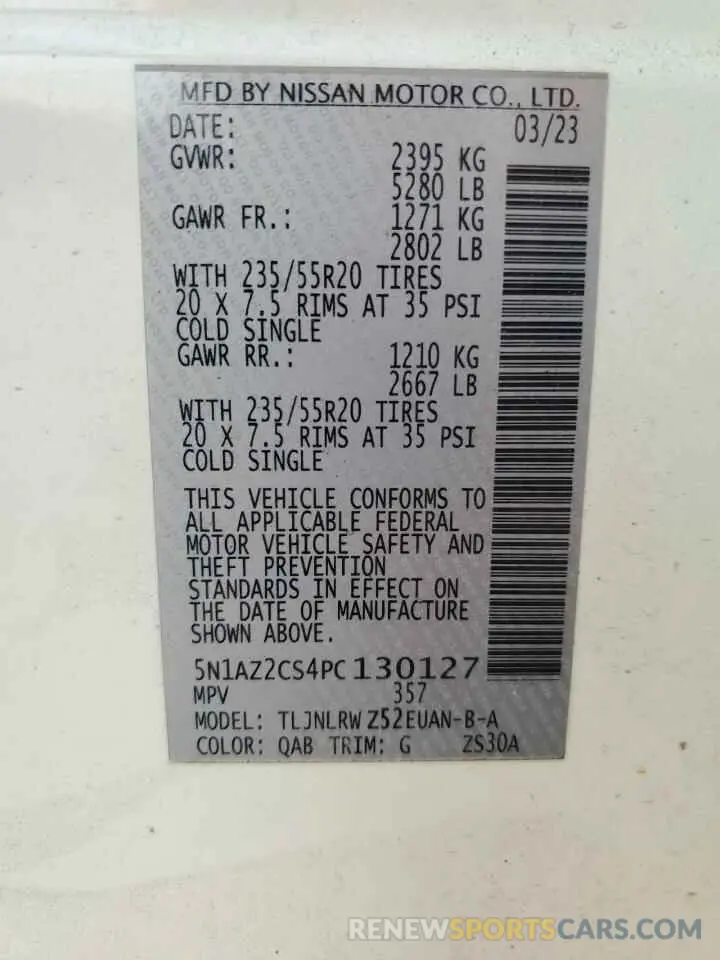 MFD BY NISSAN MOTOR CO., LTD.
DATE: 03/23
GVWR: 2395 KG
5280 LB
GAWR FR.: 1271 KG
2802 LB
WITH 235/55R20 TIRES
20 X 7.5 RIMS AT 35 PSI
COLD SINGLE
GAWR RR.: 1210 KG
2667 LB
WITH 235/55R20 TIRES
20 X 7.5 RIMS AT 35 PSI
COLD SINGLE
THIS VEHICLE CONFORMS TO
ALL APPLICABLE FEDERAL
MOTOR VEHICLE SAFETY AND
THEFT PREVENTION
STANDARDS IN EFFECT ON
THE DATE OF MANUFACTURE
SHOWN ABOVE.
5N1AZ2CS4PC130127
MPV 357
MODEL: TLJNLRW Z52EUAN-B-A
COLOR: QAB TRIM: G ZS30A
RENEWSPORTSCARS.COM